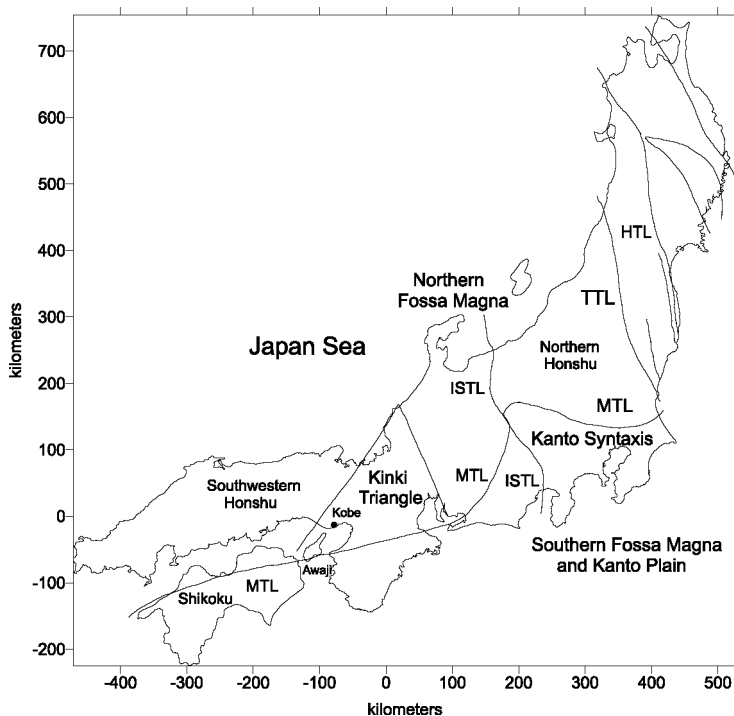 700
600
500
400
300
200
100
0
-100
-200
kilometers
HTL
Northern
Fossa Magna
TTL
Japan Sea
Northern
Honshu
ISTL
MTL
Kanto Syntaxis
Kinki
Triangle
MTL
ISTL
Southwestern
Honshu
Kobe
Southern Fossa Magna
and Kanto Plain
Awaji
MTL
Shikoku
-400
-300
-200
-100
0
100
200
300
400
500
kilometers